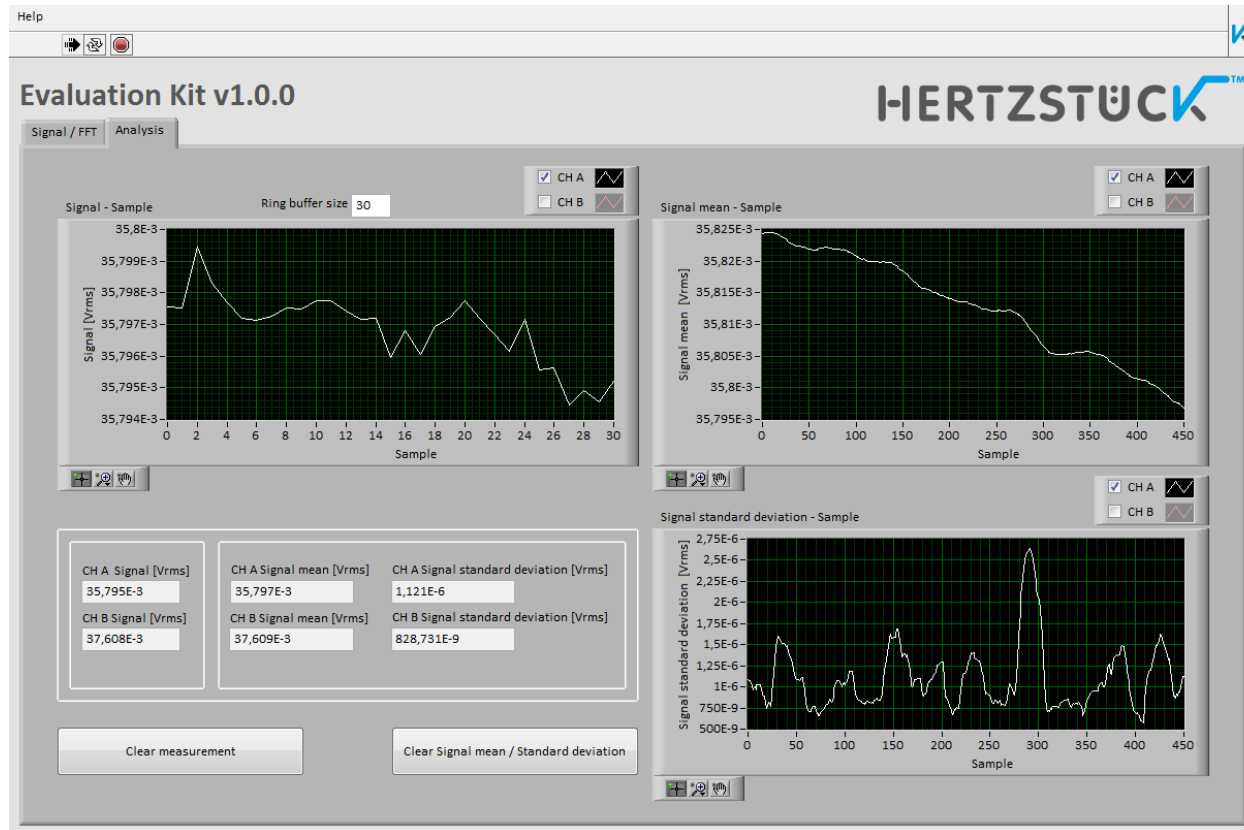 Help
Evaluation Kit v1.0.0
HERTZSTÜCK™
Signal / FFT
Analysis
Signal - Sample
Ring buffer size 30
CH A
CH B
35,8E-3
35,799E-3
35,798E-3
35,797E-3
35,796E-3
35,795E-3
35,794E-3
Signal [Vrms]
0 2 4 6 8 10 12 14 16 18 20 22 24 26 28 30
Sample
Signal mean - Sample
CH A
CH B
35,825E-3
35,82E-3
35,815E-3
35,81E-3
35,805E-3
35,8E-3
35,795E-3
Signal mean [Vrms]
0 50 100 150 200 250 300 350 400 450
Sample
CH A Signal [Vrms]
35,795E-3
CH B Signal [Vrms]
37,608E-3
CH A Signal mean [Vrms]
35,797E-3
CH B Signal mean [Vrms]
37,609E-3
CH A Signal standard deviation [Vrms]
1,121E-6
CH B Signal standard deviation [Vrms]
828,731E-9
Clear measurement
Clear Signal mean / Standard deviation
Signal standard deviation - Sample
CH A
CH B
2,75E-6
2,5E-6
2,25E-6
2E-6
1,75E-6
1,5E-6
1,25E-6
1E-6
750E-9
500E-9
Signal standard deviation [Vrms]
0 50 100 150 200 250 300 350 400 450
Sample